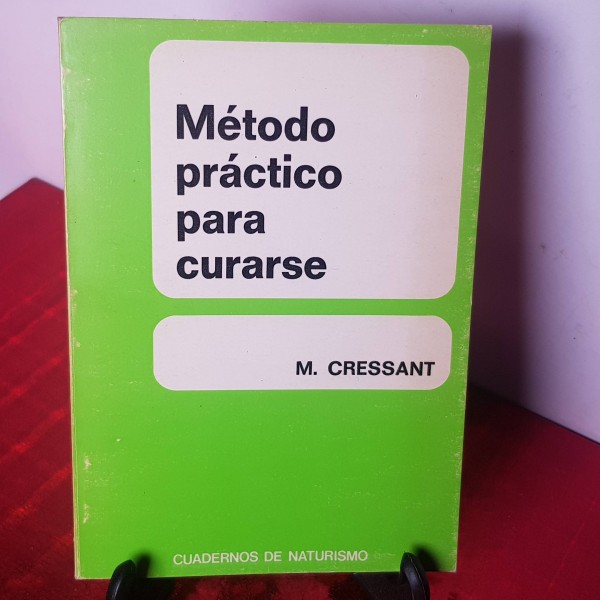 Método
práctico
para
curarse
M. CRESSANT
CUADERNOS DE NATURISMO